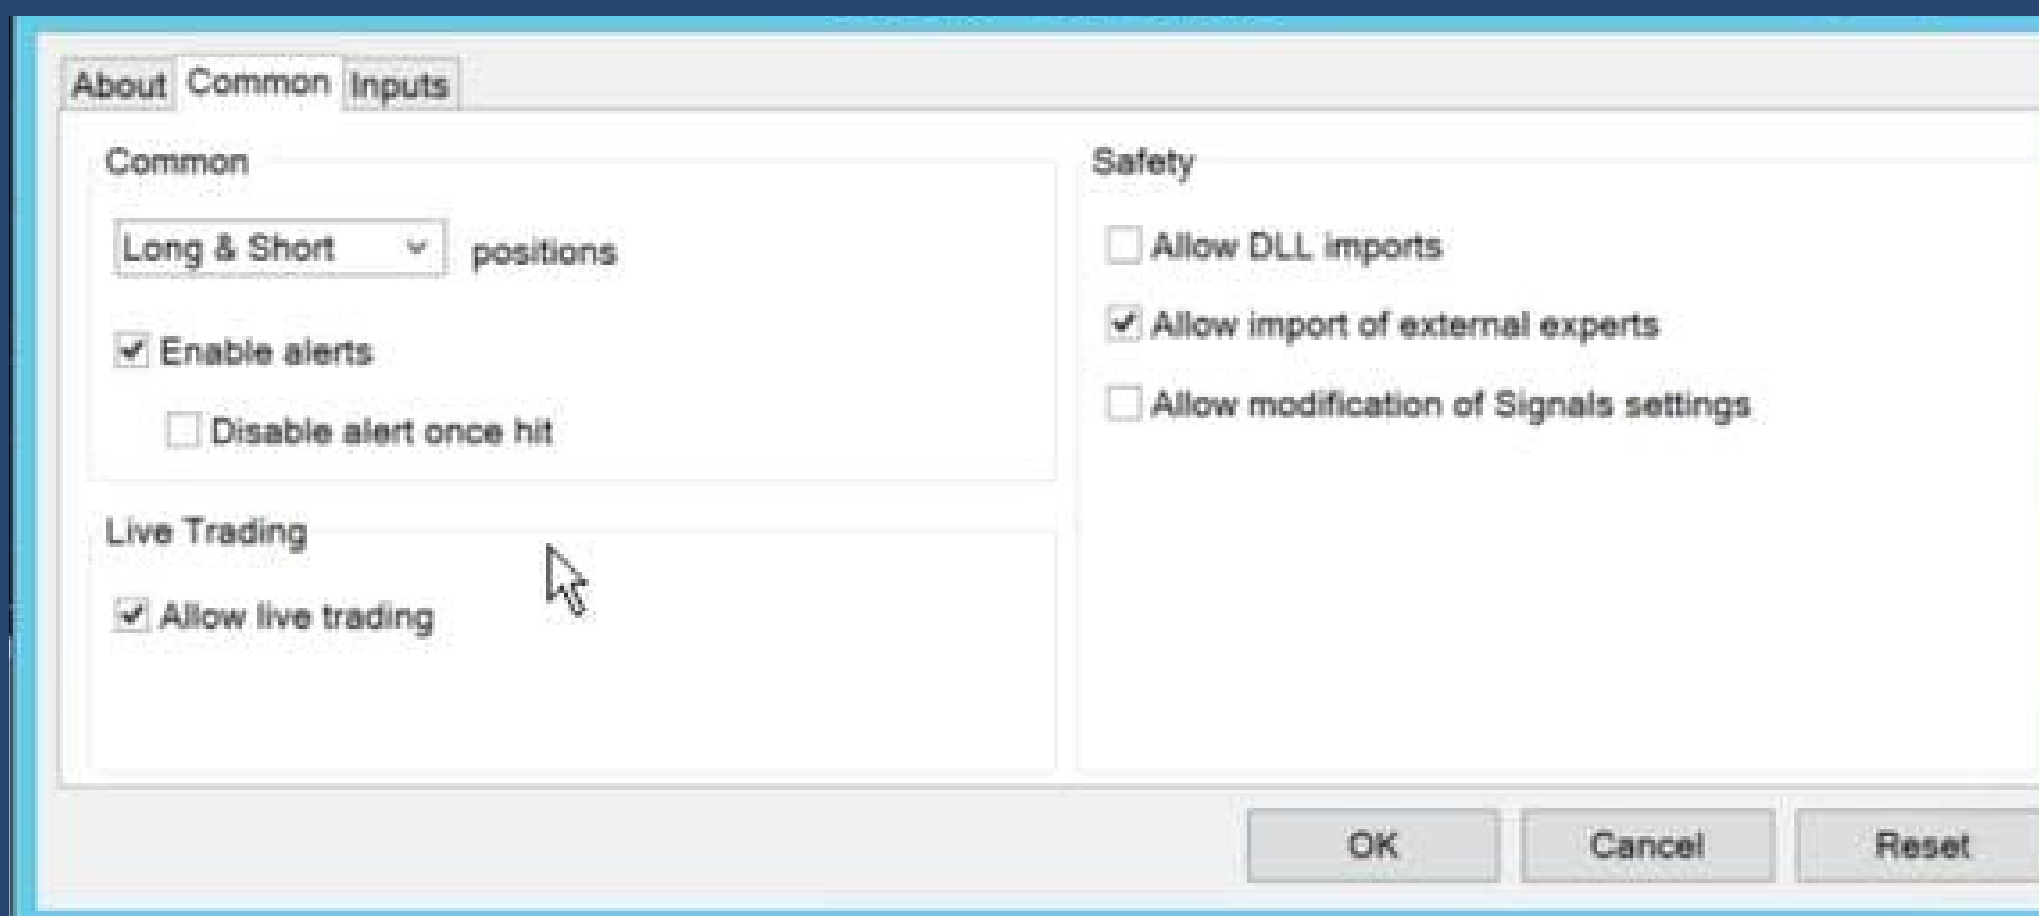 About Common Inputs
Common
Long & Short positions
Enable alerts
Disable alert once hit
Live Trading
Allow live trading
Safety
Allow DLL imports
Allow import of external experts
Allow modification of Signals settings
OK Cancel Reset